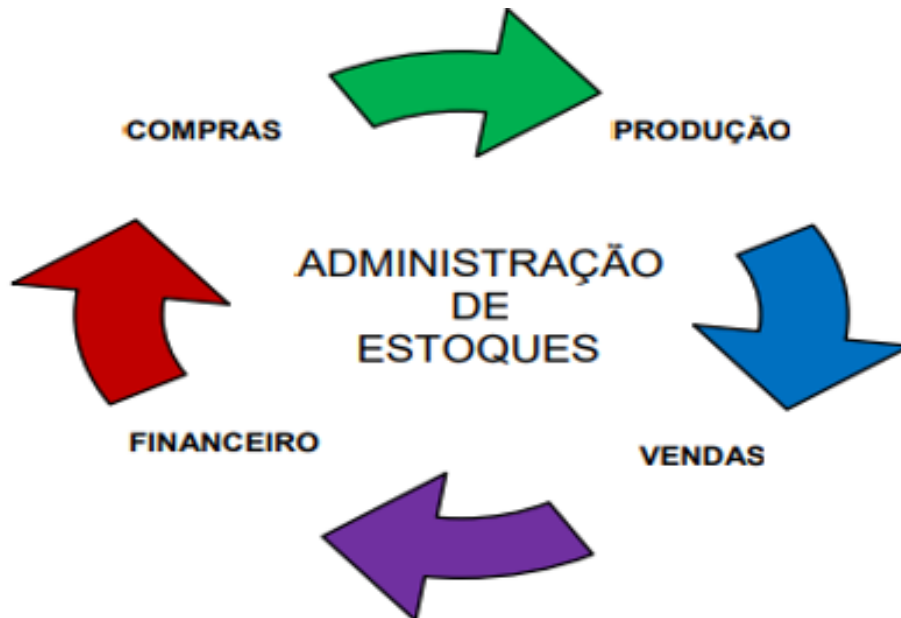 COMPRAS
PRODUÇÃO
ADMINISTRAÇÃO
DE
ESTOQUES
FINANCEIRO
VENDAS